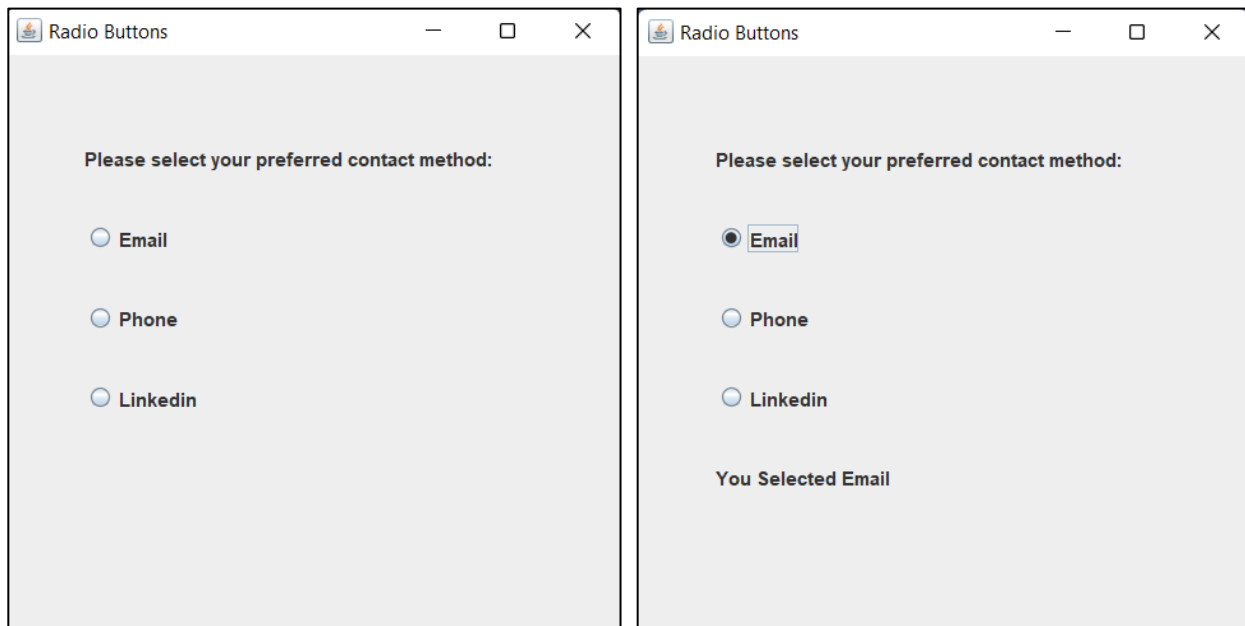 Radio Buttons
Please select your preferred contact method:
Email
Phone
Linkedin
Radio Buttons
Please select your preferred contact method:
Email
Phone
Linkedin
You Selected Email